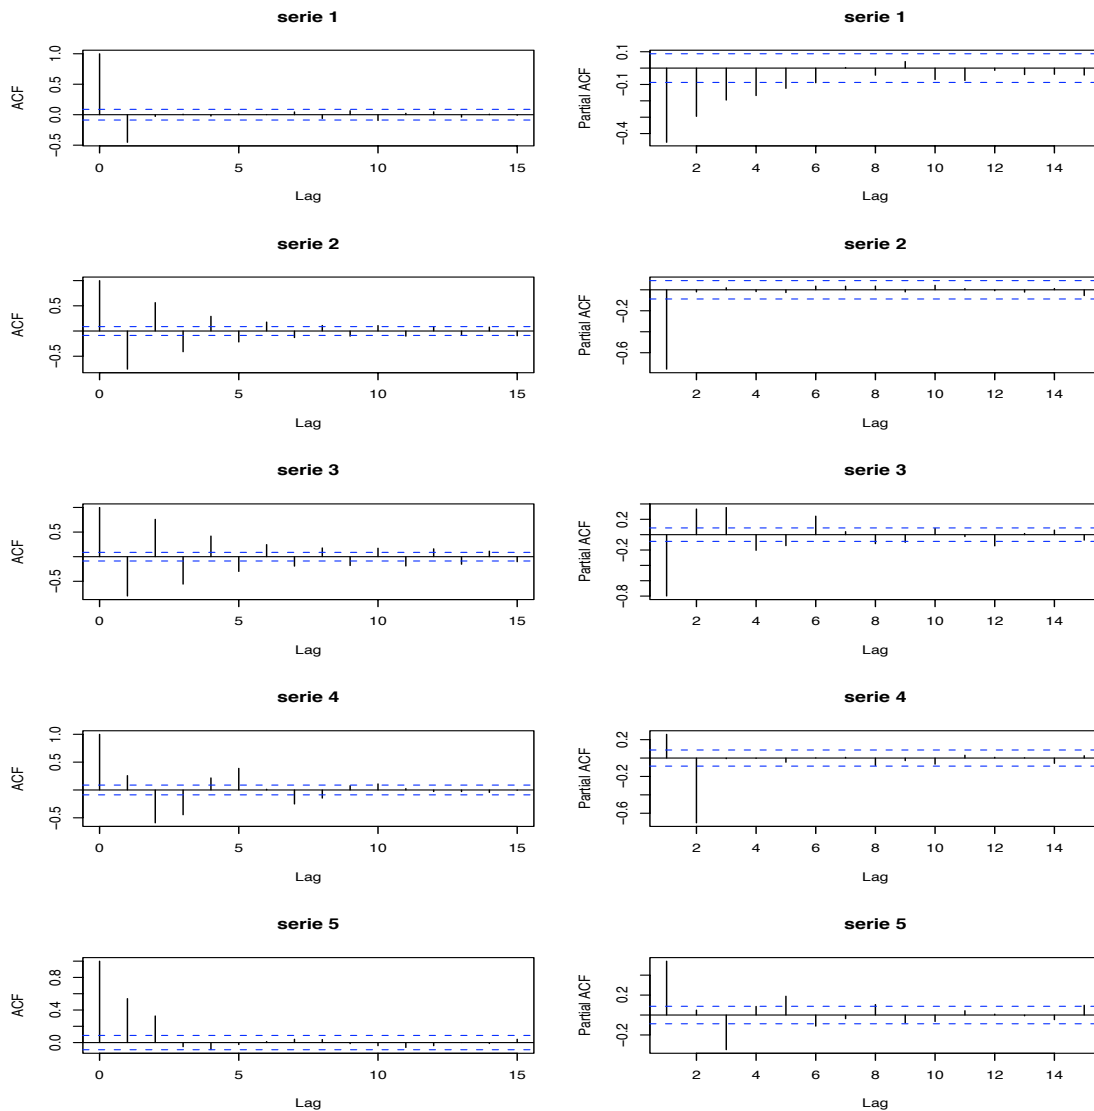 serie 1
ACF
-0.5 0.0 0.5 1.0
0 5 10 15
Lag
serie 1
Partial ACF
-0.4 -0.1 0.1
2 4 6 8 10 12 14
Lag
serie 2
ACF
-0.5 0.5
0 5 10 15
Lag
serie 2
Partial ACF
-0.6 -0.2
2 4 6 8 10 12 14
Lag
serie 3
ACF
-0.5 0.5
0 5 10 15
Lag
serie 3
Partial ACF
-0.8 -0.2 0.2
2 4 6 8 10 12 14
Lag
serie 4
ACF
-0.5 0.5 1.0
0 5 10 15
Lag
serie 4
Partial ACF
-0.6 -0.2 0.2
2 4 6 8 10 12 14
Lag
serie 5
ACF
0.0 0.4 0.8
0 5 10 15
Lag
serie 5
Partial ACF
-0.2 0.2
2 4 6 8 10 12 14
Lag